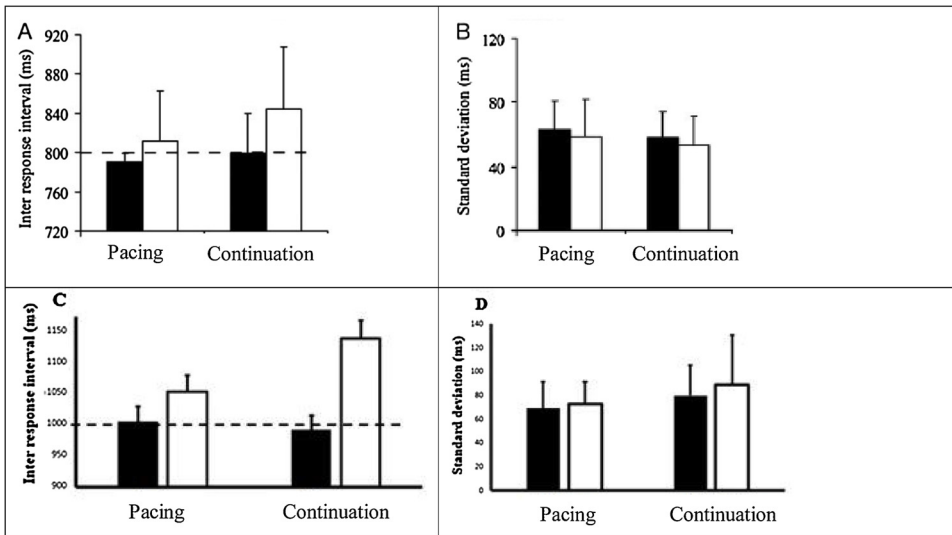 A
Inter response interval (ms)
920
880
840
800
760
720
Pacing Continuation
B
Standard deviation (ms)
120
80
40
0
Pacing Continuation
C
Inter response interval (ms)
1150
1100
1050
1000
950
900
Pacing Continuation
D
Standard deviation (ms)
140
120
100
80
60
40
20
0
Pacing Continuation